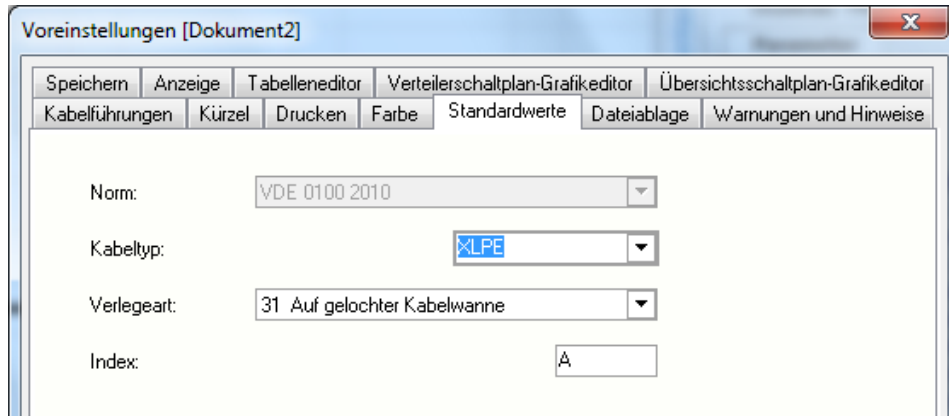 Voreinstellungen [Dokument2]
Speichern Anzeige Tabelleneditor Verteilerschaltplan-Grafikeditor Übersichtsschaltplan-Grafikeditor
Kabelführungen Kürzel Drucken Farbe Standardwerte Dateiablage Warnungen und Hinweise
Norm: VDE 0100 2010
Kabeltyp: XLPE
Verlegeart: 31 Auf gelochter Kabelwanne
Index: A